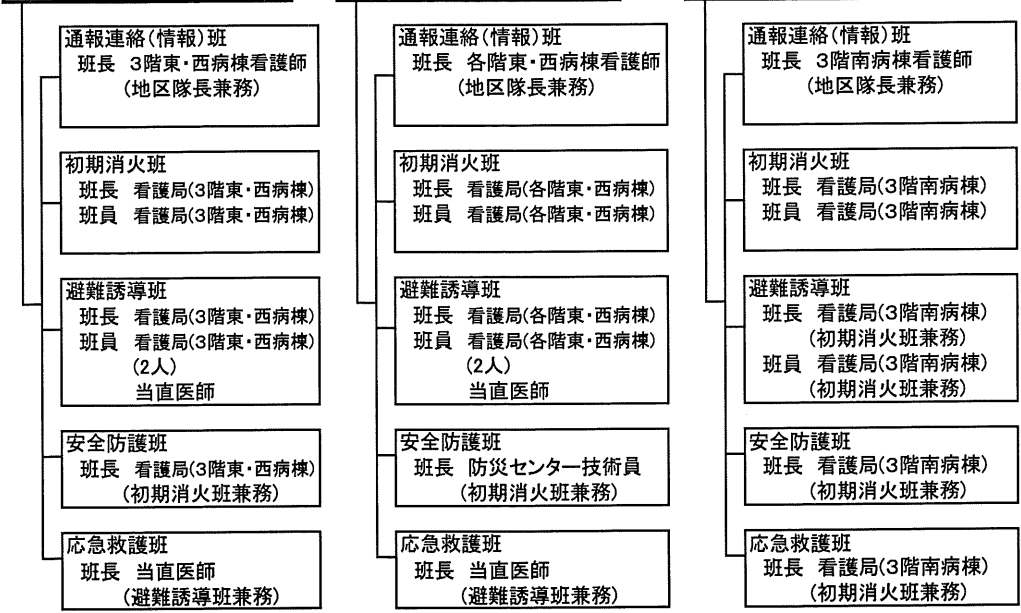 通報連絡(情報)班
班長 3階東・西病棟看護師
(地区隊長兼務)
初期消火班
班長 看護局(3階東・西病棟)
班員 看護局(3階東・西病棟)
避難誘導班
班長 看護局(3階東・西病棟)
班員 看護局(3階東・西病棟)
(2人)
当直医師
安全防護班
班長 看護局(3階東・西病棟)
(初期消火班兼務)
応急救護班
班長 当直医師
(避難誘導班兼務)
通報連絡(情報)班
班長 各階東・西病棟看護師
(地区隊長兼務)
初期消火班
班長 看護局(各階東・西病棟)
班員 看護局(各階東・西病棟)
避難誘導班
班長 看護局(各階東・西病棟)
班員 看護局(各階東・西病棟)
(2人)
当直医師
安全防護班
班長 防災センター技術員
(初期消火班兼務)
応急救護班
班長 当直医師
(避難誘導班兼務)
通報連絡(情報)班
班長 3階南病棟看護師
(地区隊長兼務)
初期消火班
班長 看護局(3階南病棟)
班員 看護局(3階南病棟)
避難誘導班
班長 看護局(3階南病棟)
(初期消火班兼務)
班員 看護局(3階南病棟)
(初期消火班兼務)
安全防護班
班長 看護局(3階南病棟)
(初期消火班兼務)
応急救護班
班長 看護局(3階南病棟)
(初期消火班兼務)